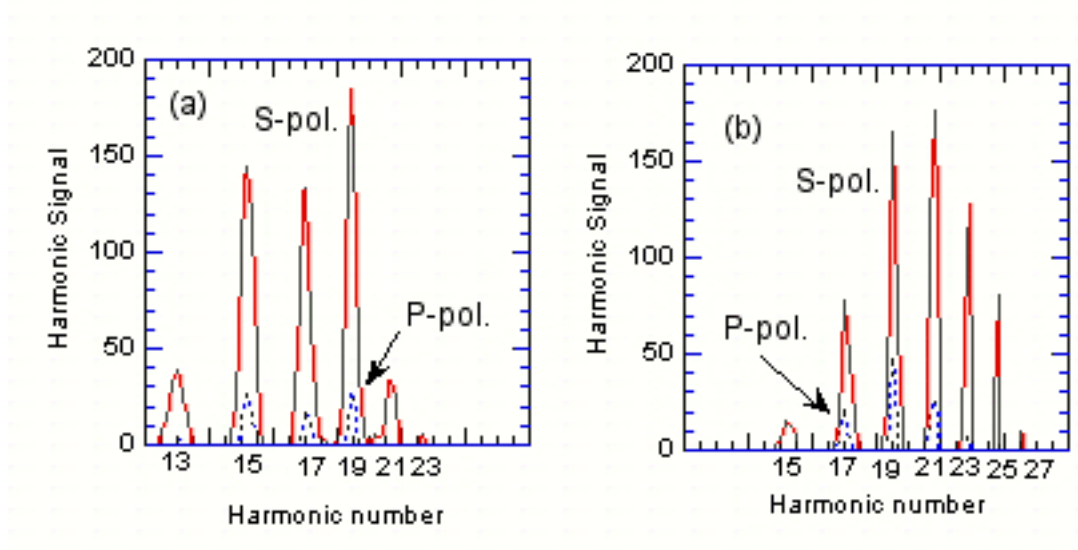 200
(a)
S-pol.
150
Harmonic Signal
100
P-pol.
50
0
13 15 17 19 21 23
Harmonic number
200
(b)
150
S-pol.
Harmonic Signal
100
P-pol.
50
0
15 17 19 21 23 25 27
Harmonic number